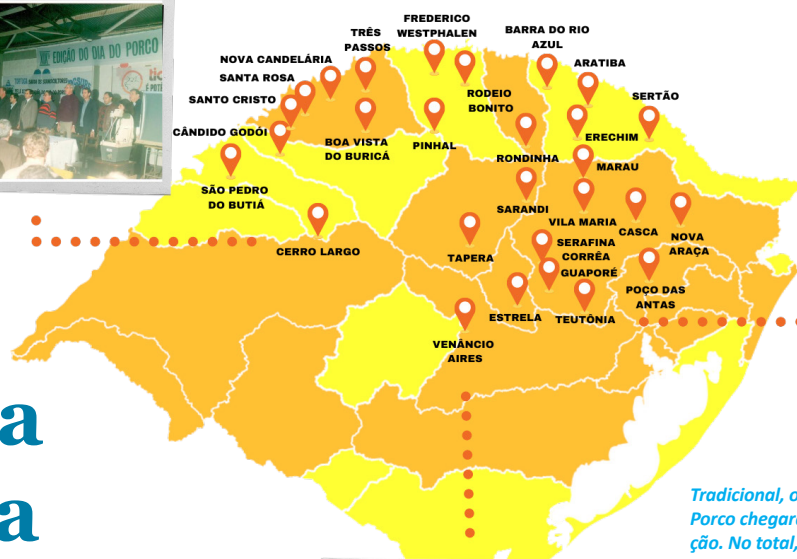 XIX EDIÇÃO DO DIA DO PORCO
FREDERICO
WESTPHALEN
TRÊS
PASSOS
BARRA DO RIO
AZUL
NOVA CANDELÁRIA
ARATIBA
SANTA ROSA
SANTO CRISTO
RODEIO
BONITO
SERTÃO
CÂNDIDO GODÓI
BOA VISTA
DO BURICÁ
PINHAL
ERECHIM
RONDINHA
MARAU
SÃO PEDRO
DO BUTIÁ
SARANDI
VILA MARIA
CASCA
NOVA
ARAÇA
CERRO LARGO
TAPERA
SERAFINA
CORRÊA
GUAPORÉ
POÇO DAS
ANTAS
ESTRELA
TEUTÔNIA
VENÂNCIO
AIRES
a
a
Tradicional, o
Porco chegar
ção. No total,